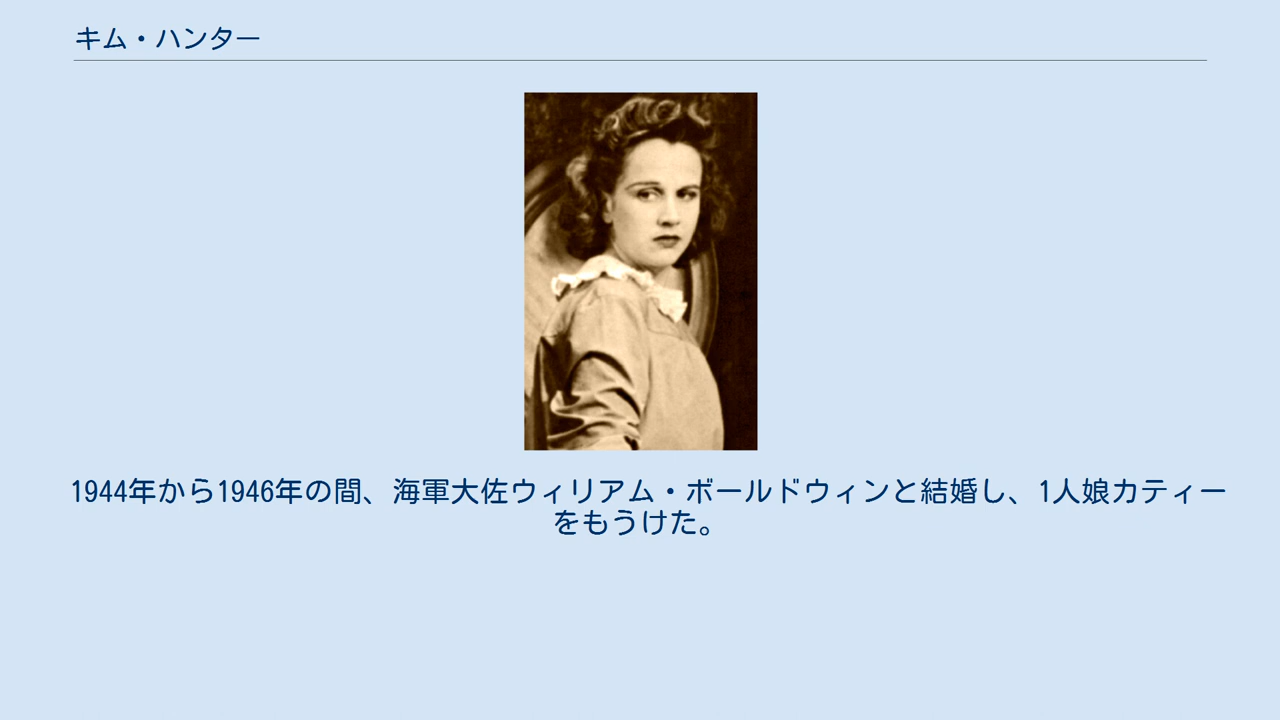 キム・ハンター
1944年から1946年の間、海軍大佐ウィリアム・ボールドウィンと結婚し、1人娘カティー
をもうけた。